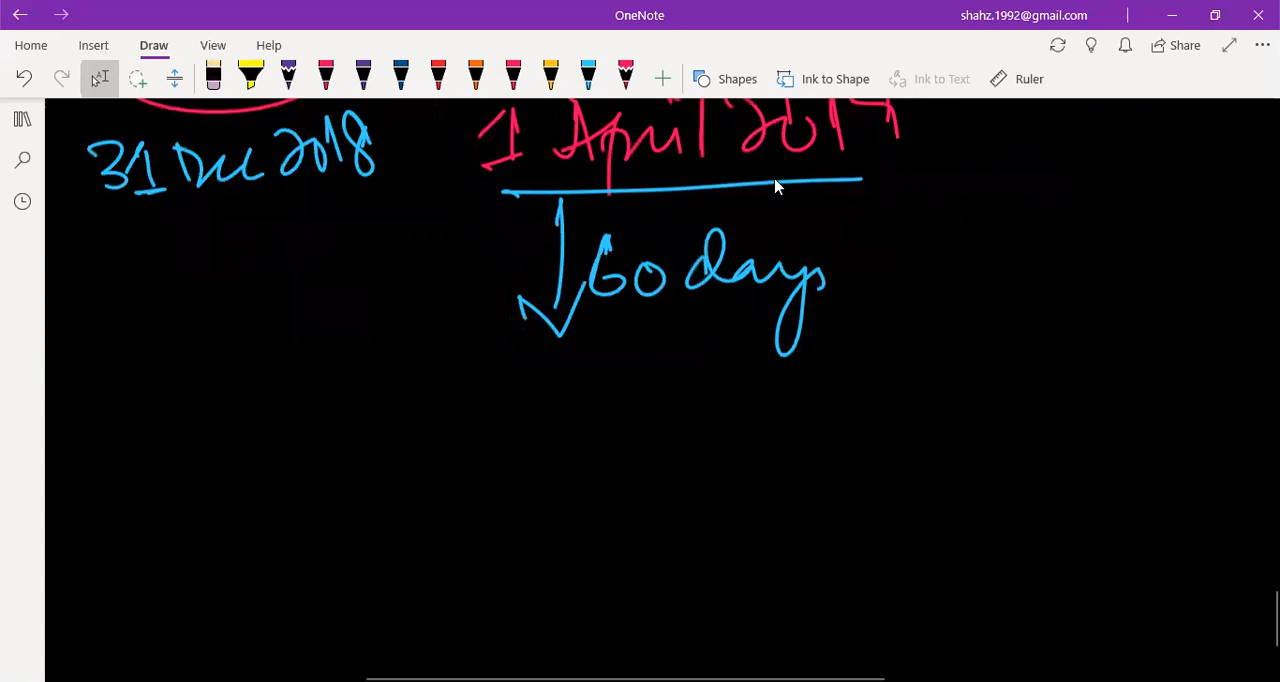 OneNote
shahz.1992@gmail.com
Home Insert Draw View Help
Share
Shapes Ink to Shape Ink to Text Ruler
31 Dec 2018
1 April 2019
60 days